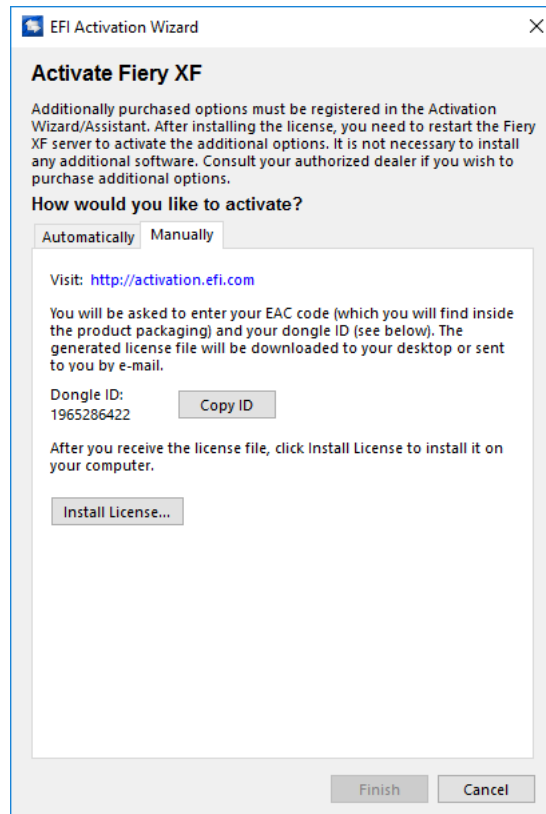 EFI Activation Wizard
Activate Fiery XF
Additionally purchased options must be registered in the Activation
Wizard/Assistant. After installing the license, you need to restart the Fiery
XF server to activate the additional options. It is not necessary to install
any additional software. Consult your authorized dealer if you wish to
purchase additional options.
How would you like to activate?
Automatically Manually
Visit: http://activation.efi.com
You will be asked to enter your EAC code (which you will find inside
the product packaging) and your dongle ID (see below). The
generated license file will be downloaded to your desktop or sent
to you by e-mail.
Dongle ID:
1965286422
Copy ID
After you receive the license file, click Install License to install it on
your computer.
Install License...
Finish Cancel